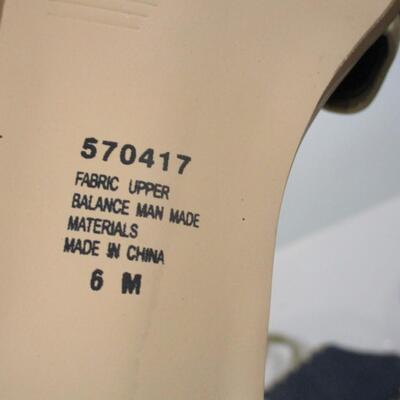 570417
FABRIC UPPER
BALANCE MAN MADE
MATERIALS
MADE IN CHINA
6 M